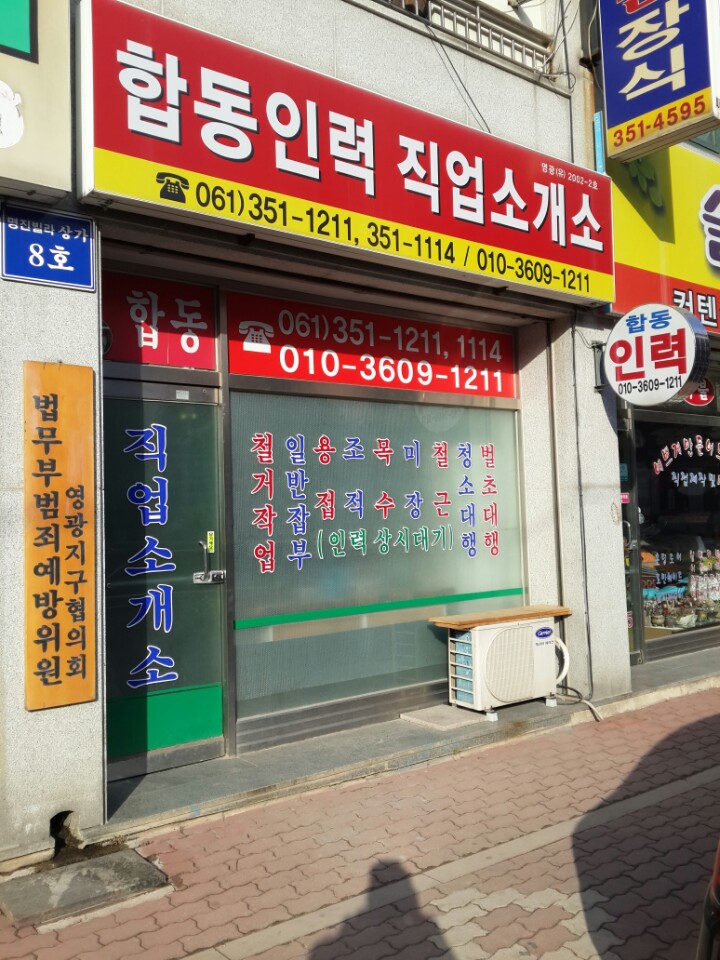 합동인력 직업소개소
영광(유) 2002-2호
061)351-1211, 351-1114 / 010-3609-1211
장식
351-4595
명진빌리상가
8호
합동
061)351-1211, 1114
010-3609-1211
합동
인력
010-3609-1211
컨텐
법무부범죄예방위원
영광지구협의회
직업소개소
철거작업
일반잡부
용접
조적
목수
미장
철근
청소대행
벌초대행
(인력 상시대기)